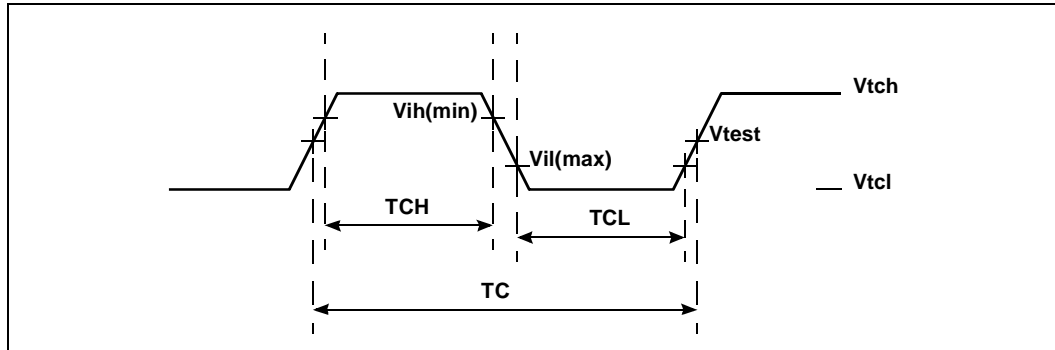 Vtch
Vih(min)
Vtest
Vil(max)
Vtcl
TCH
TCL
TC